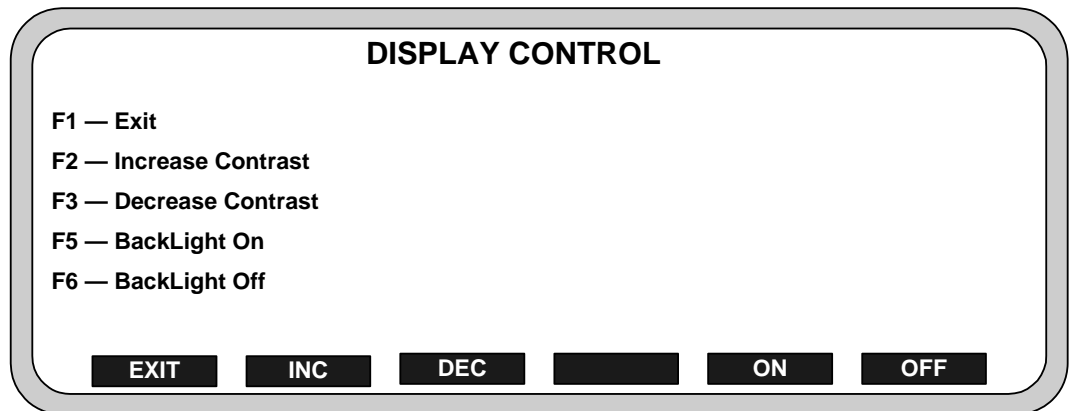 DISPLAY CONTROL
F1 — Exit
F2 — Increase Contrast
F3 — Decrease Contrast
F5 — BackLight On
F6 — BackLight Off
EXIT INC DEC ON OFF